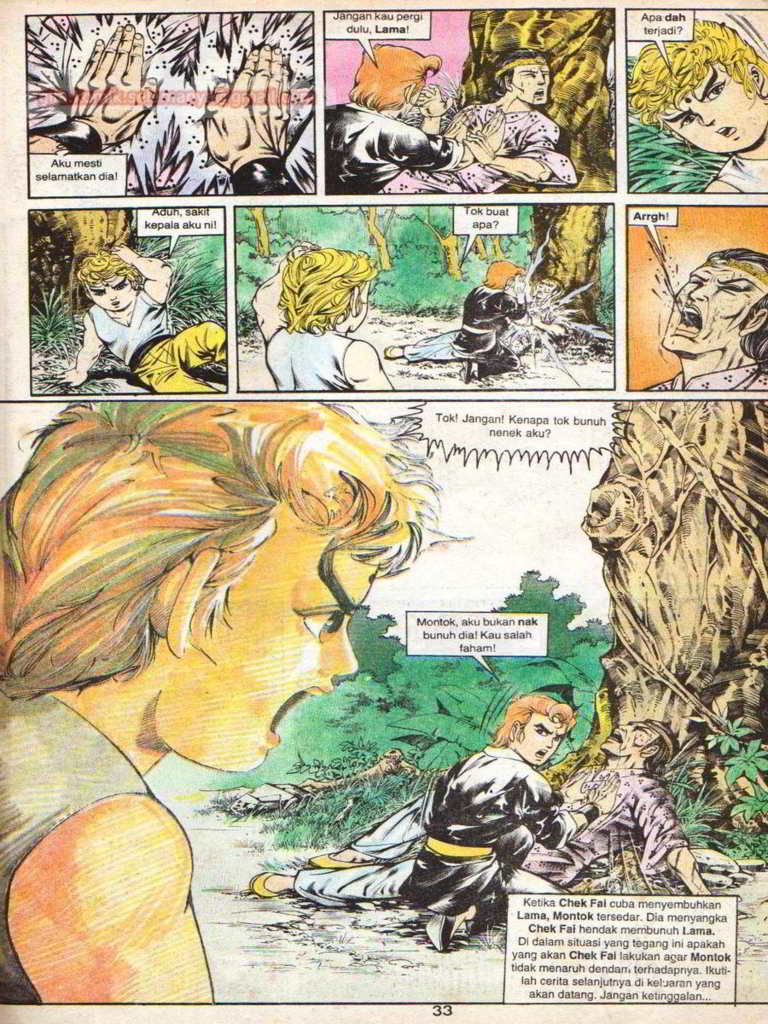 Aku mesti
selamatkan dia!
Jangan kau pergi
dulu, Lama!
Apa dah
terjadi?
Aduh, sakit
kepala aku ni!
Tok buat
apa?
Arrgh!
Tok! Jangan! Kenapa tok bunuh
nenek aku?
Montok, aku bukan nak
bunuh dia! Kau salah
faham!
Ketika Chek Fai cuba menyembuhkan
Lama, Montok tersedar. Dia menyangka
Chek Fai hendak membunuh Lama.
Di dalam situasi yang tegang ini apakah
yang akan Chek Fai lakukan agar Montok
tidak menaruh dendam terhadapnya. Ikuti-
lah cerita selanjutnya di keluaran yang
akan datang. Jangan ketinggalan...
33